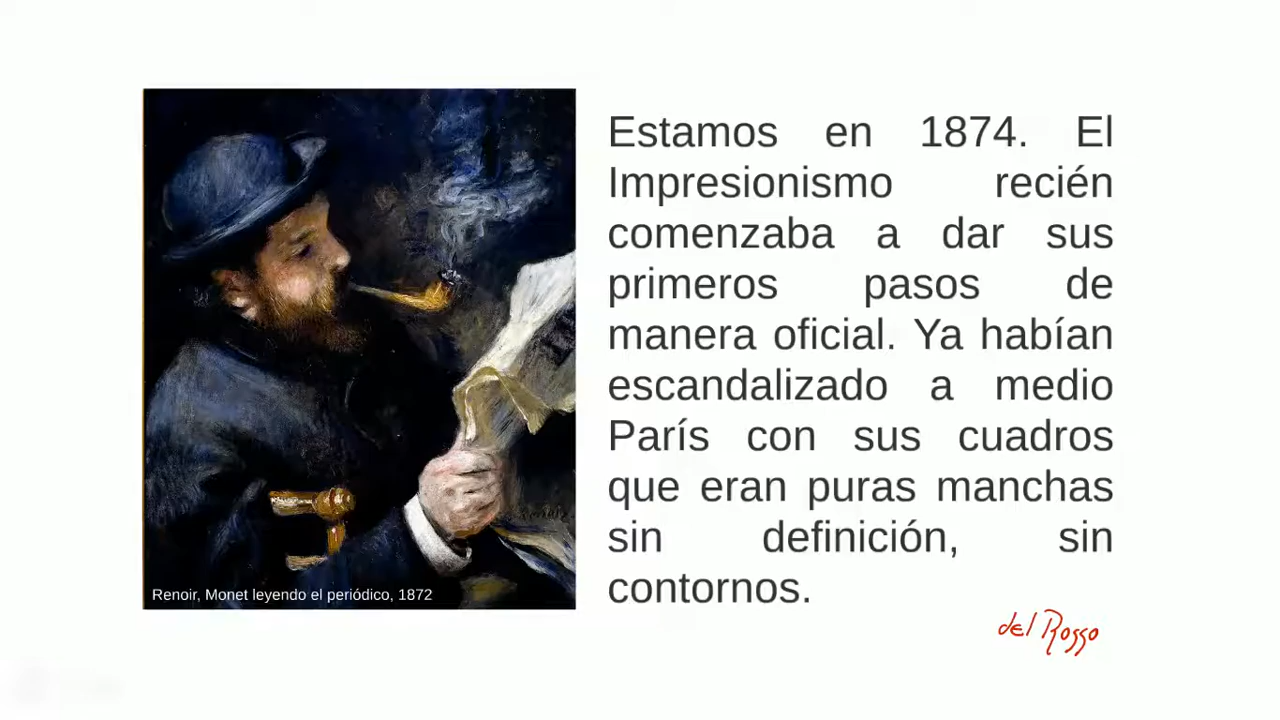 Estamos en 1874. El
Impresionismo recién
comenzaba a dar sus
primeros pasos de
manera oficial. Ya habían
escandalizado a medio
París con sus cuadros
que eran puras manchas
sin definición, sin
contornos.
Renoir, Monet leyendo el periódico, 1872
del Rosso